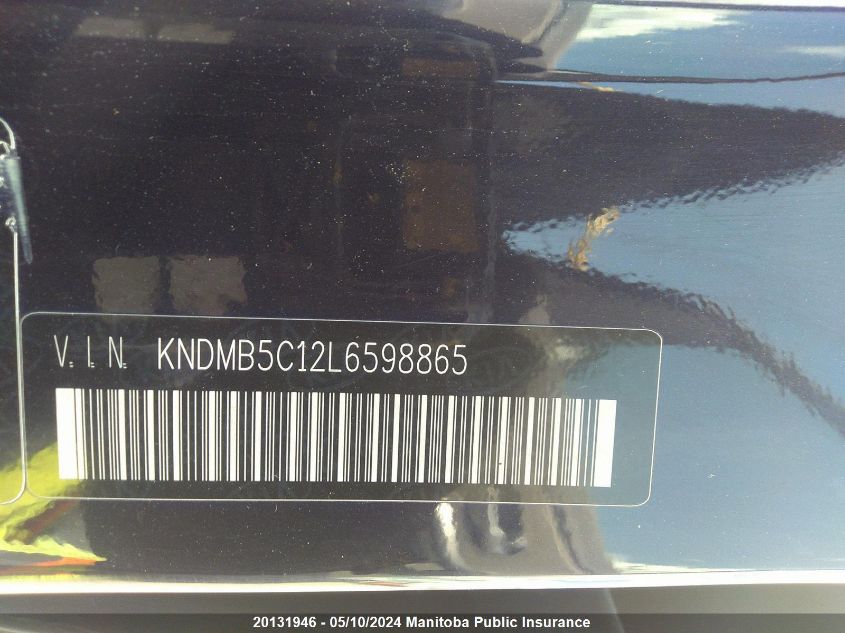 V.I.N. KNDMB5C12L6598865
20131946 - 05/10/2024 Manitoba Public Insurance